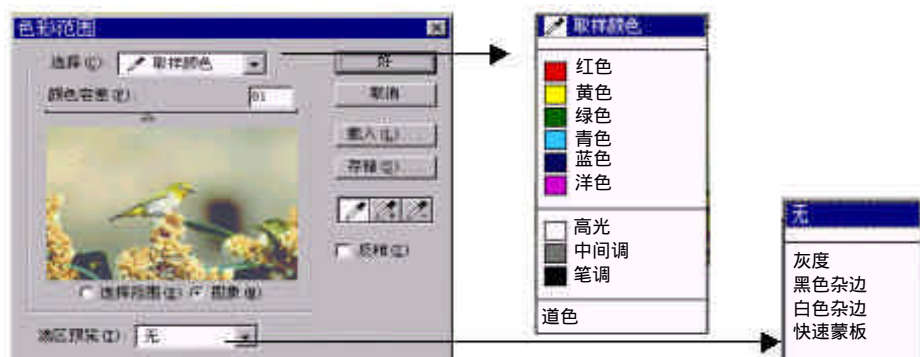 色彩范围
选择(C): 取样颜色
颜色容差(F): 81
好
取消
载入(L)...
存储(S)...
反相(I)
选择范围(E) 图象(M)
选区预览(T): 无
取样颜色
红色
黄色
绿色
青色
蓝色
洋色
高光
中间调
笔调
道色
无
灰度
黑色杂边
白色杂边
快速蒙板